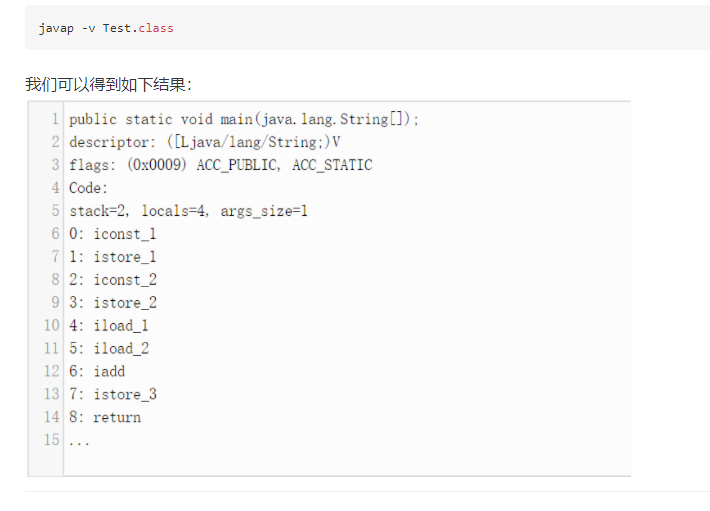 javap -v Test.class
我们可以得到如下结果：
1 public static void main(java.lang.String[]);
2 descriptor: ([Ljava/lang/String;)V
3 flags: (0x0009) ACC_PUBLIC, ACC_STATIC
4 Code:
5 stack=2, locals=4, args_size=1
6 0: iconst_1
7 1: istore_1
8 2: iconst_2
9 3: istore_2
10 4: iload_1
11 5: iload_2
12 6: iadd
13 7: istore_3
14 8: return
15 ...